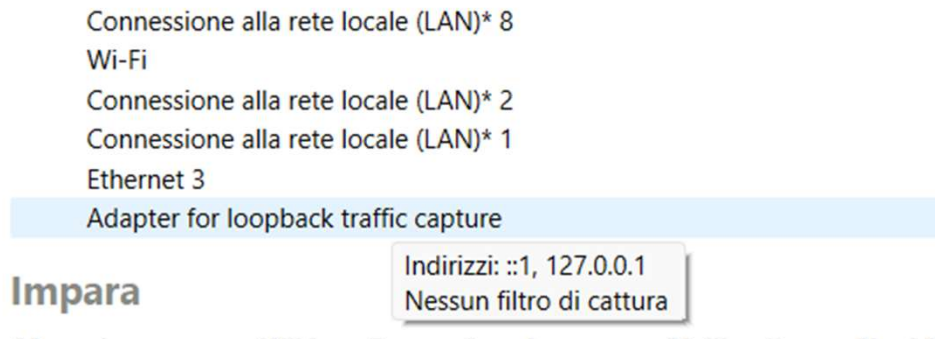 Connessione alla rete locale (LAN)* 8
Wi-Fi
Connessione alla rete locale (LAN)* 2
Connessione alla rete locale (LAN)* 1
Ethernet 3
Adapter for loopback traffic capture
Indirizzi: ::1, 127.0.0.1
Nessun filtro di cattura
Impara